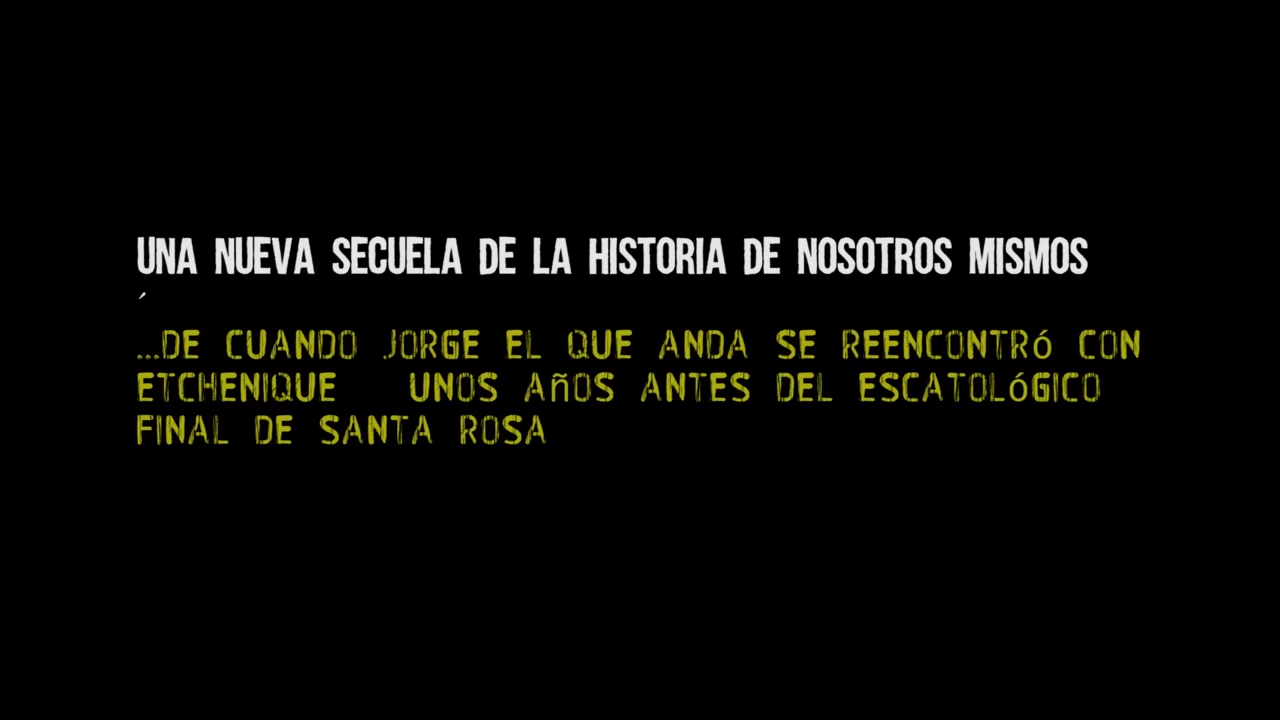 UNA NUEVA SECUELA DE LA HISTORIA DE NOSOTROS MISMOS
´
...DE CUANDO JORGE EL QUE ANDA SE REENCONTRó CON
ETCHENIQUE UNOS AñOS ANTES DEL ESCATOLóGICO
FINAL DE SANTA ROSA